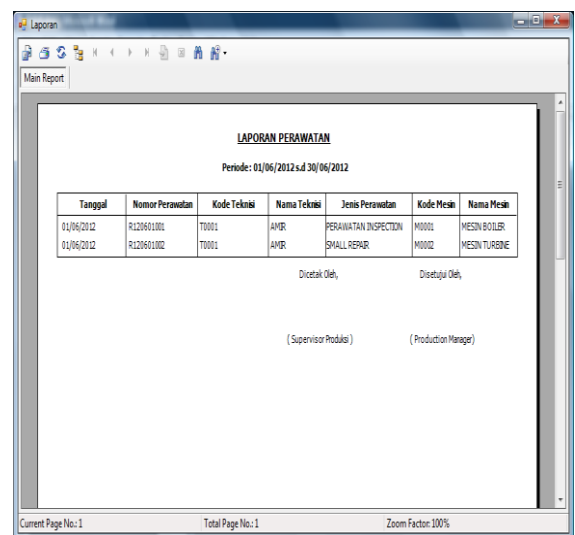 Laporan
Main Report
LAPORAN PERAWATAN
Periode : 01/06/2012 s.d 30/06/2012
Tanggal Nomor Perawatan Kode Teknisi Nama Teknisi Jenis Perawatan Kode Mesin Nama Mesin
01/06/2012 R120601001 T0001 AMIR PERAWATAN INSPECTION M0001 MESIN BOILER
01/06/2012 R120601002 T0001 AMIR SMALL REPAIR M0002 MESIN TURBINE
Dicetak Oleh, Disetujui Oleh,
( Supervisor Produksi ) ( Production Manager)
Current Page No.: 1 Total Page No.: 1 Zoom Factor: 100%